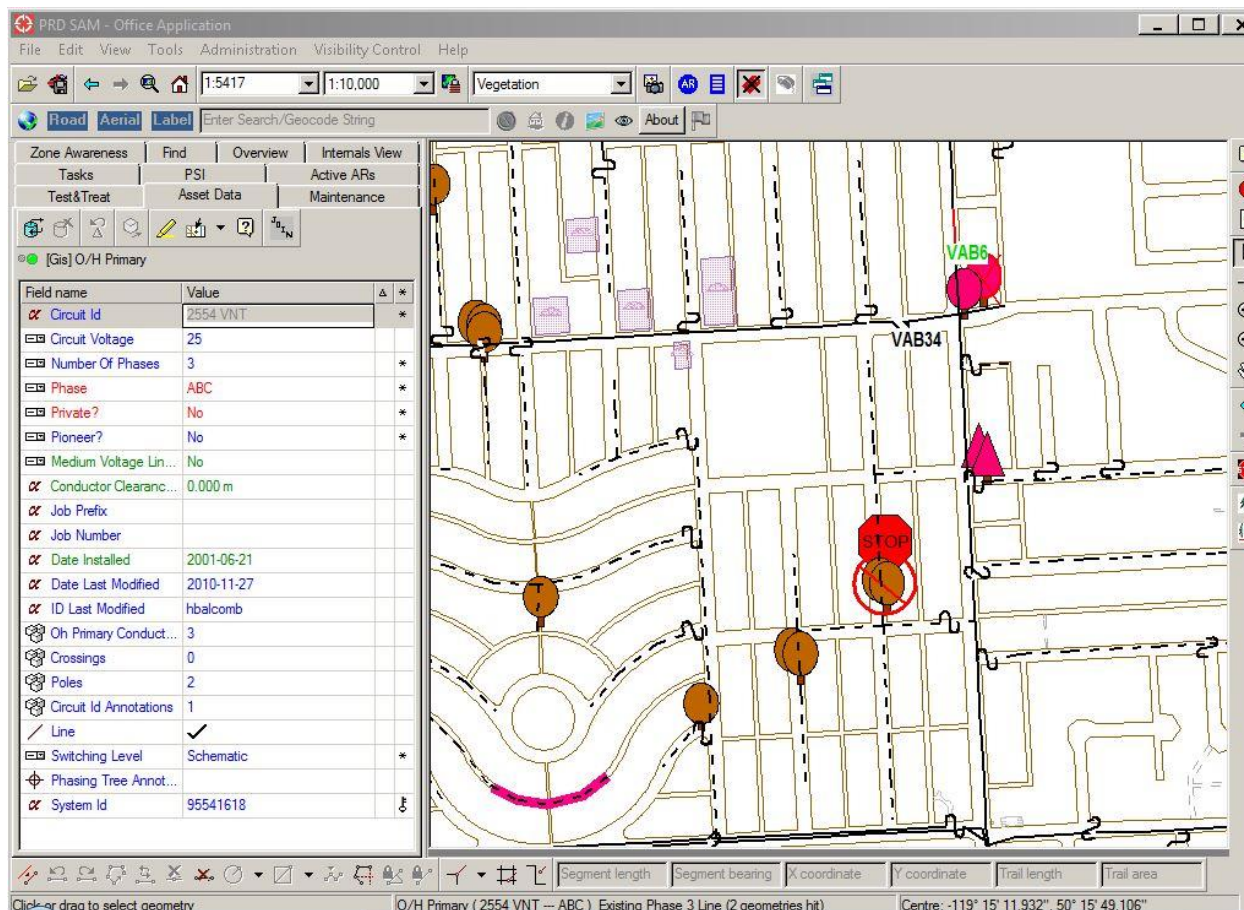 PRD SAM - Office Application
File Edit View Tools Administration Visibility Control Help
1:5417 1:10,000 Vegetation AR
Road Aerial Label Enter Search/Geocode String About
Zone Awareness Find Overview Internals View
Tasks PSI Active ARs
Test&Treat Asset Data Maintenance
JOIN
[Gis] O/H Primary
Field name Value Δ *
Circuit Id 2554 VNT *
Circuit Voltage 25
Number Of Phases 3 *
Phase ABC *
Private? No *
Pioneer? No *
Medium Voltage Lin... No
Conductor Clearanc... 0.000 m
Job Prefix
Job Number
Date Installed 2001-06-21
Date Last Modified 2010-11-27
ID Last Modified hbalcomb
Oh Primary Conduct... 3
Crossings 0
Poles 2
Circuit Id Annotations 1
Line ✓
Switching Level Schematic *
Phasing Tree Annot...
System Id 95541618
VAB6
VAB34
STOP
Segment length Segment bearing X coordinate Y coordinate Trail length Trail area
Click or drag to select geometry O/H Primary ( 2554 VNT --- ABC ) Existing Phase 3 Line (2 geometries hit) Centre: -119° 15' 11.932", 50° 15' 49.106"